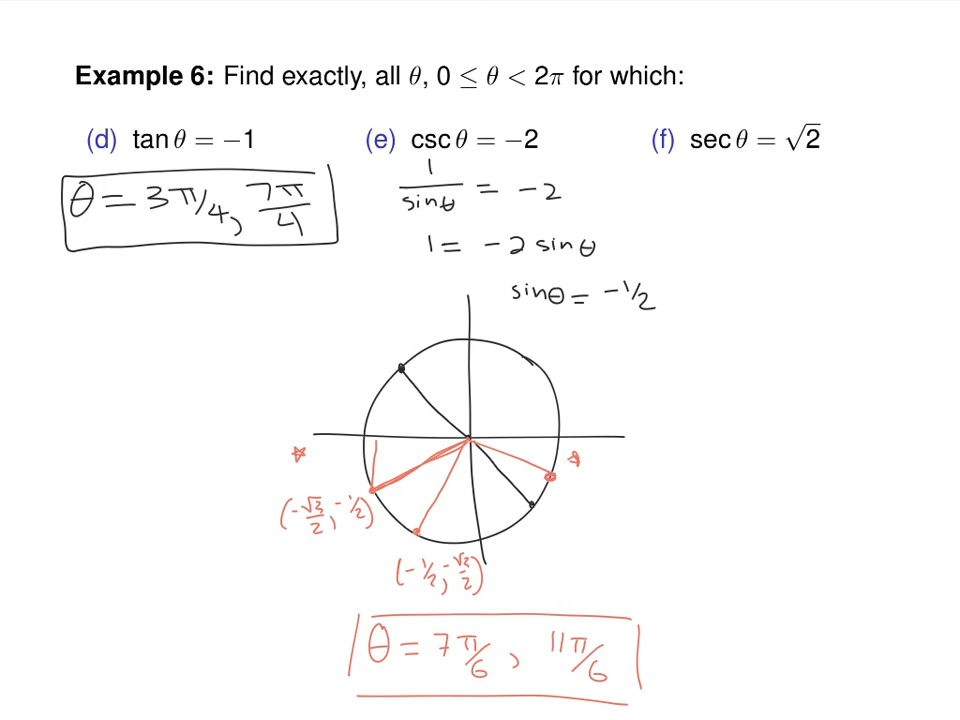 Example 6: Find exactly, all θ, 0 ≤ θ < 2π for which:
(d) tan θ = −1 (e) csc θ = −2 (f) sec θ = √2
θ = 3π/4, 7π/4
1/sinθ = −2
1 = −2 sin θ
sinθ = −1/2
(−√3/2, −1/2)
(−1/2, −√3/2)
θ = 7π/6, 11π/6